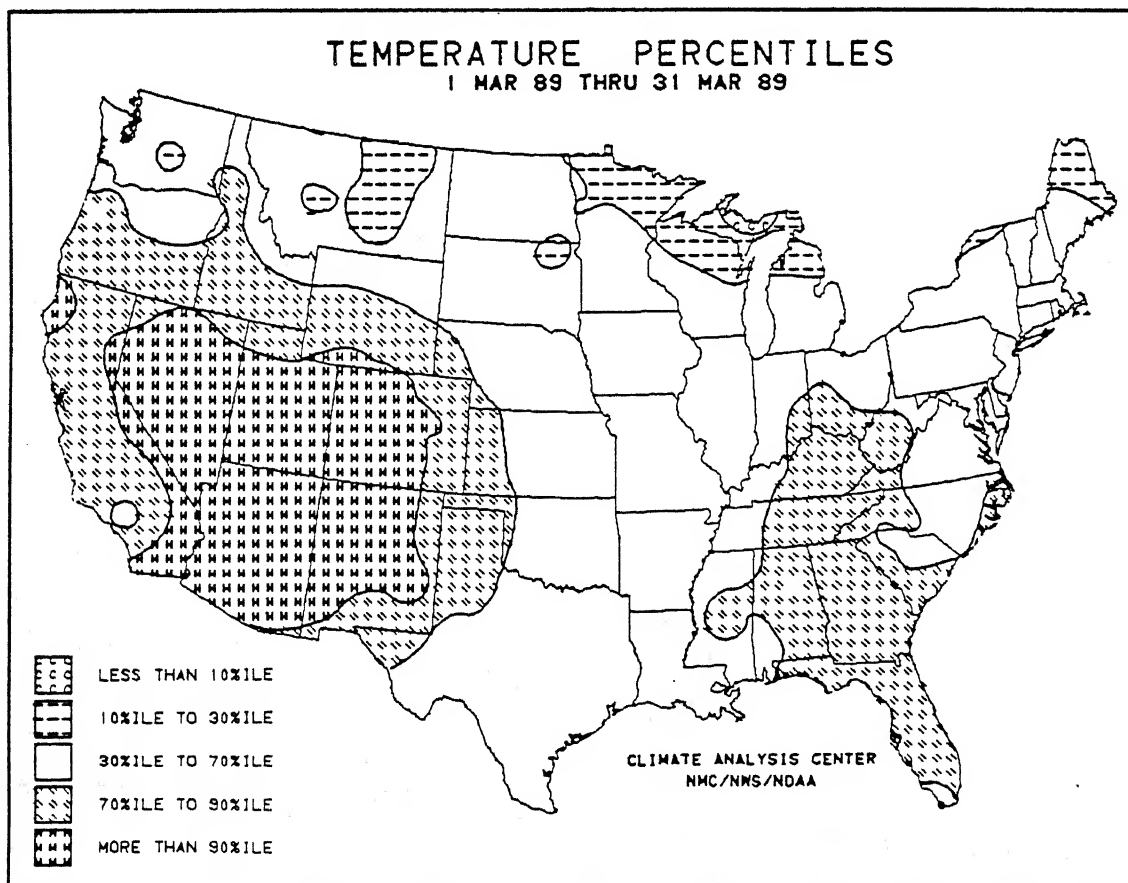 TEMPERATURE PERCENTILES
1 MAR 89 THRU 31 MAR 89
LESS THAN 10%ILE
10%ILE TO 30%ILE
30%ILE TO 70%ILE
70%ILE TO 90%ILE
MORE THAN 90%ILE
CLIMATE ANALYSIS CENTER
NMC/NWS/NOAA